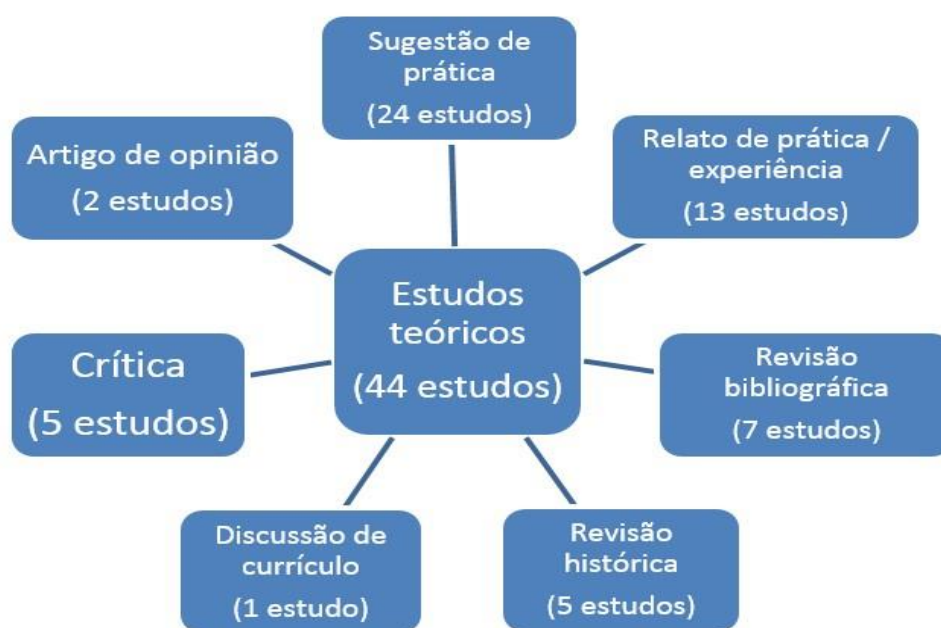 Sugestão de
prática
(24 estudos)
Relato de prática /
experiência
(13 estudos)
Revisão
bibliográfica
(7 estudos)
Revisão
histórica
(5 estudos)
Discussão de
currículo
(1 estudo)
Crítica
(5 estudos)
Artigo de opinião
(2 estudos)
Estudos
teóricos
(44 estudos)